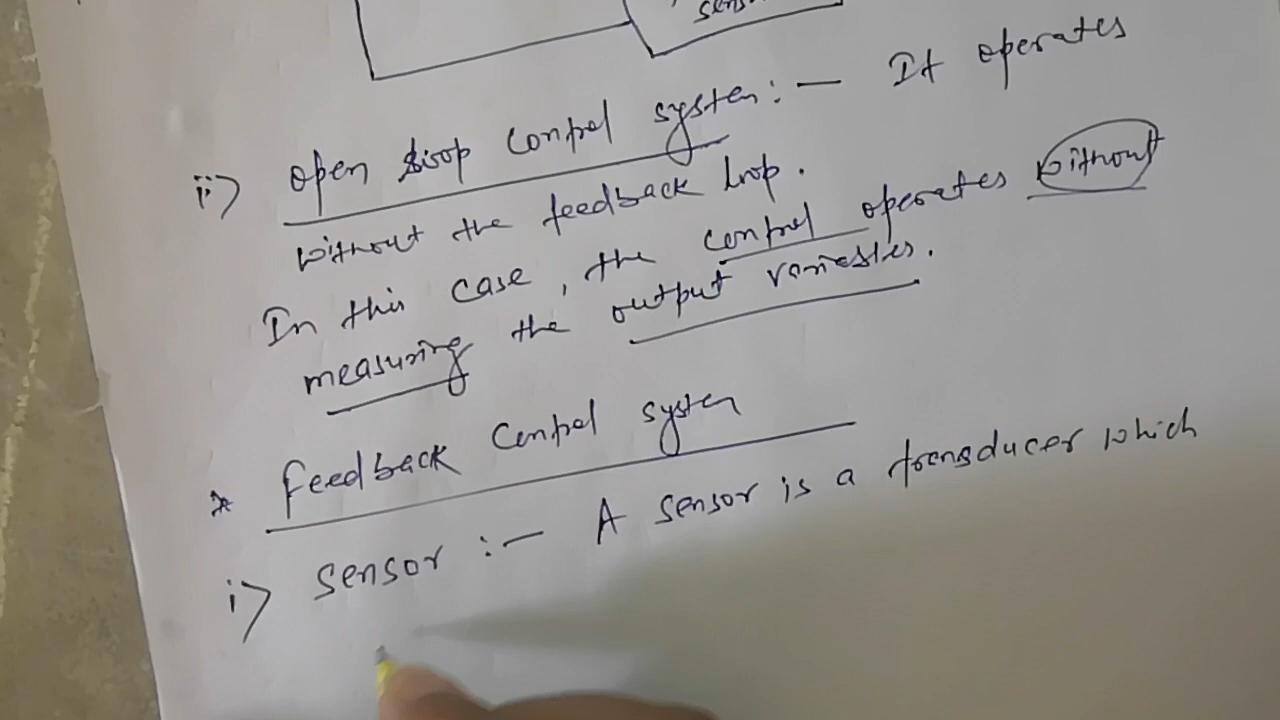 sens
ii) open loop control system :- It operates
without the feedback loop.
In this case, the control operates without
measuring the output variables.
* Feedback Control system
i) sensor :- A sensor is a transducer which